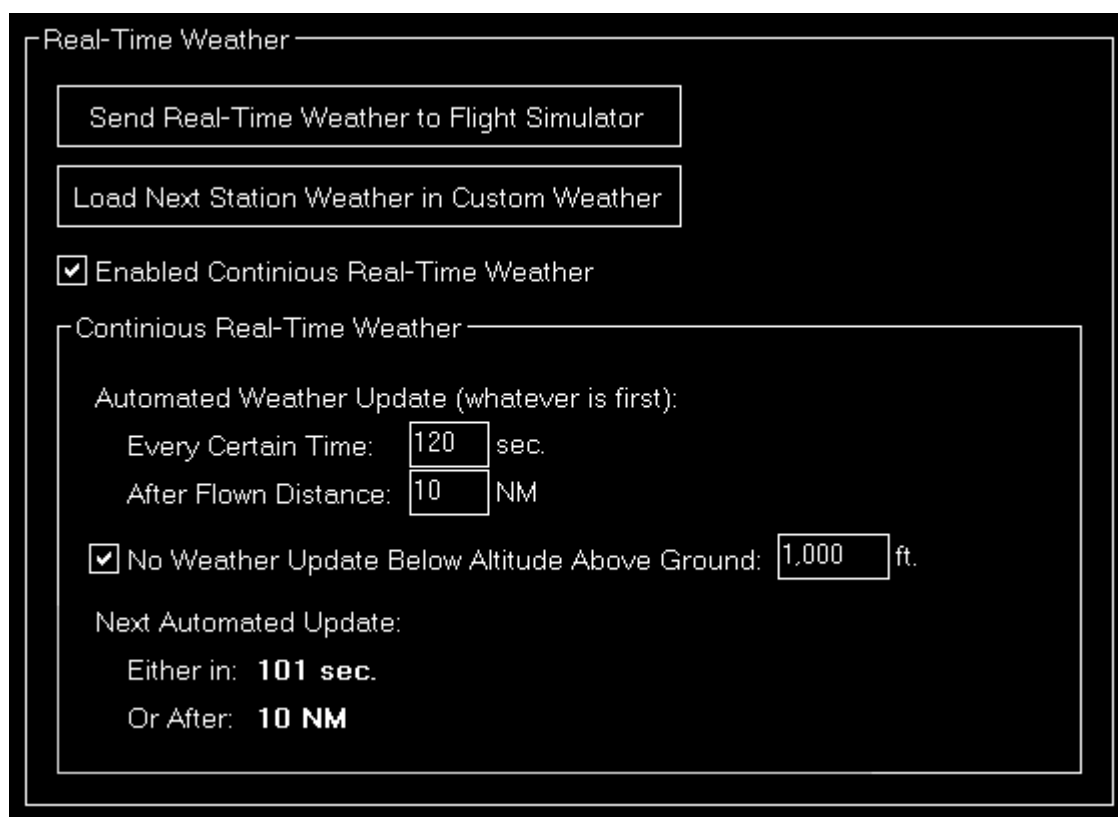 Real-Time Weather
Send Real-Time Weather to Flight Simulator
Load Next Station Weather in Custom Weather
Enabled Continious Real-Time Weather
Continious Real-Time Weather
Automated Weather Update (whatever is first):
Every Certain Time: 120 sec.
After Flown Distance: 10 NM
No Weather Update Below Altitude Above Ground: 1,000 ft.
Next Automated Update:
Either in: 101 sec.
Or After: 10 NM